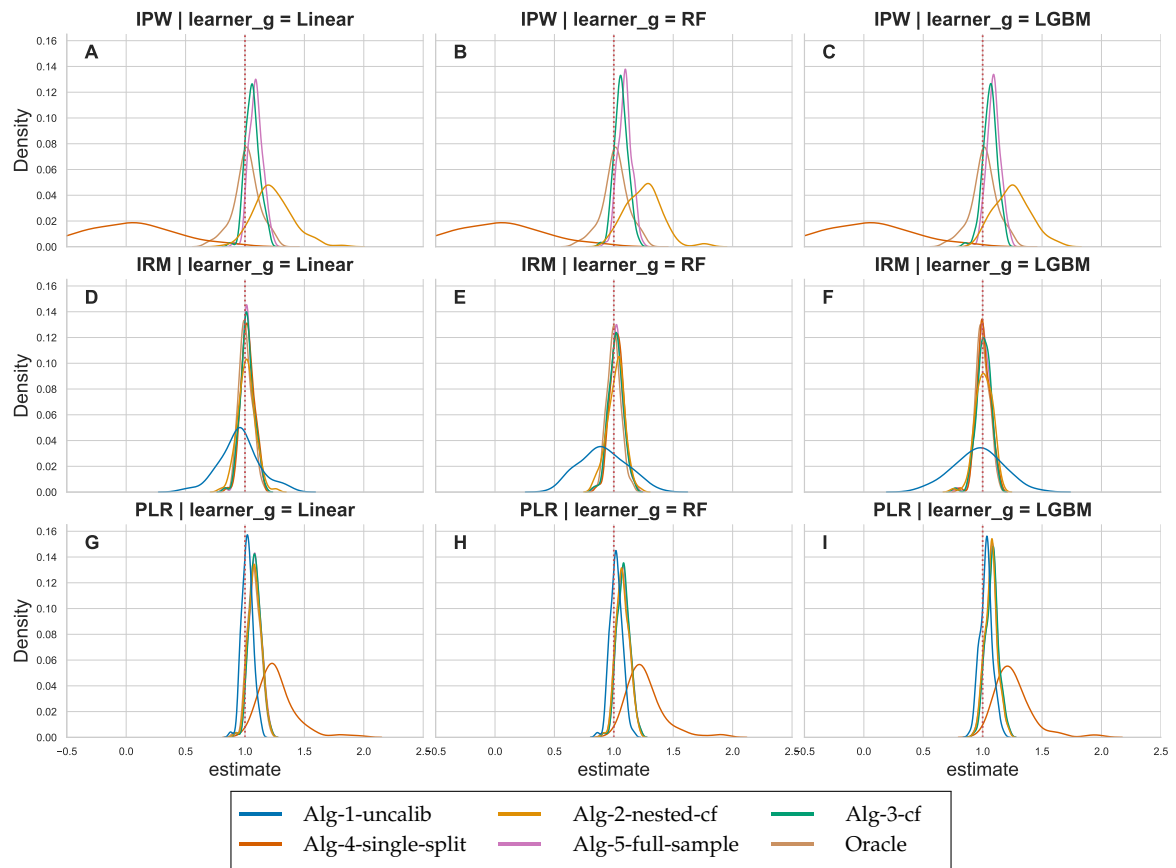 IPW | learner_g = Linear
IPW | learner_g = RF
IPW | learner_g = LGBM
0.16
0.14
0.12
0.10
0.08
0.06
0.04
0.02
0.00
Density
A
B
C
IRM | learner_g = Linear
IRM | learner_g = RF
IRM | learner_g = LGBM
0.16
0.14
0.12
0.10
0.08
0.06
0.04
0.02
0.00
Density
D
E
F
PLR | learner_g = Linear
PLR | learner_g = RF
PLR | learner_g = LGBM
0.16
0.14
0.12
0.10
0.08
0.06
0.04
0.02
0.00
Density
G
H
I
−0.5 0.0 0.5 1.0 1.5 2.0 2.5
−0.5 0.0 0.5 1.0 1.5 2.0 2.5
−0.5 0.0 0.5 1.0 1.5 2.0 2.5
estimate
estimate
estimate
Alg-1-uncalib Alg-2-nested-cf Alg-3-cf
Alg-4-single-split Alg-5-full-sample Oracle